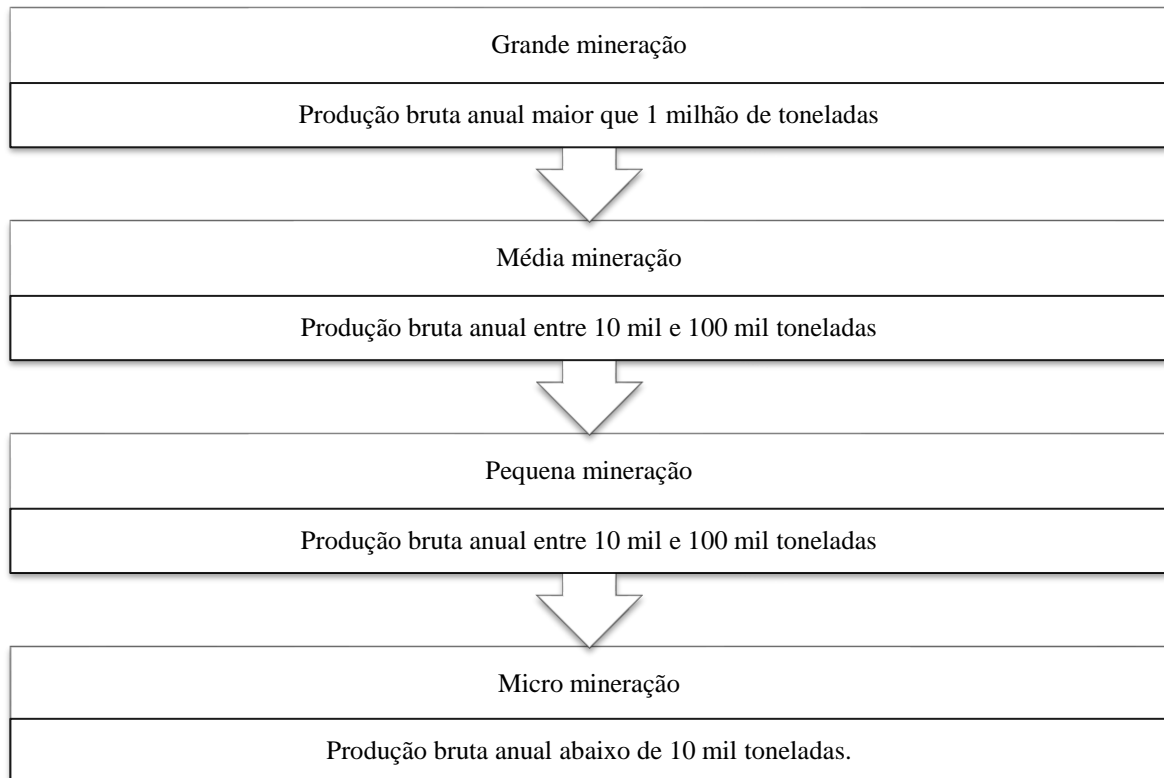 Grande mineração
Produção bruta anual maior que 1 milhão de toneladas
Média mineração
Produção bruta anual entre 10 mil e 100 mil toneladas
Pequena mineração
Produção bruta anual entre 10 mil e 100 mil toneladas
Micro mineração
Produção bruta anual abaixo de 10 mil toneladas.